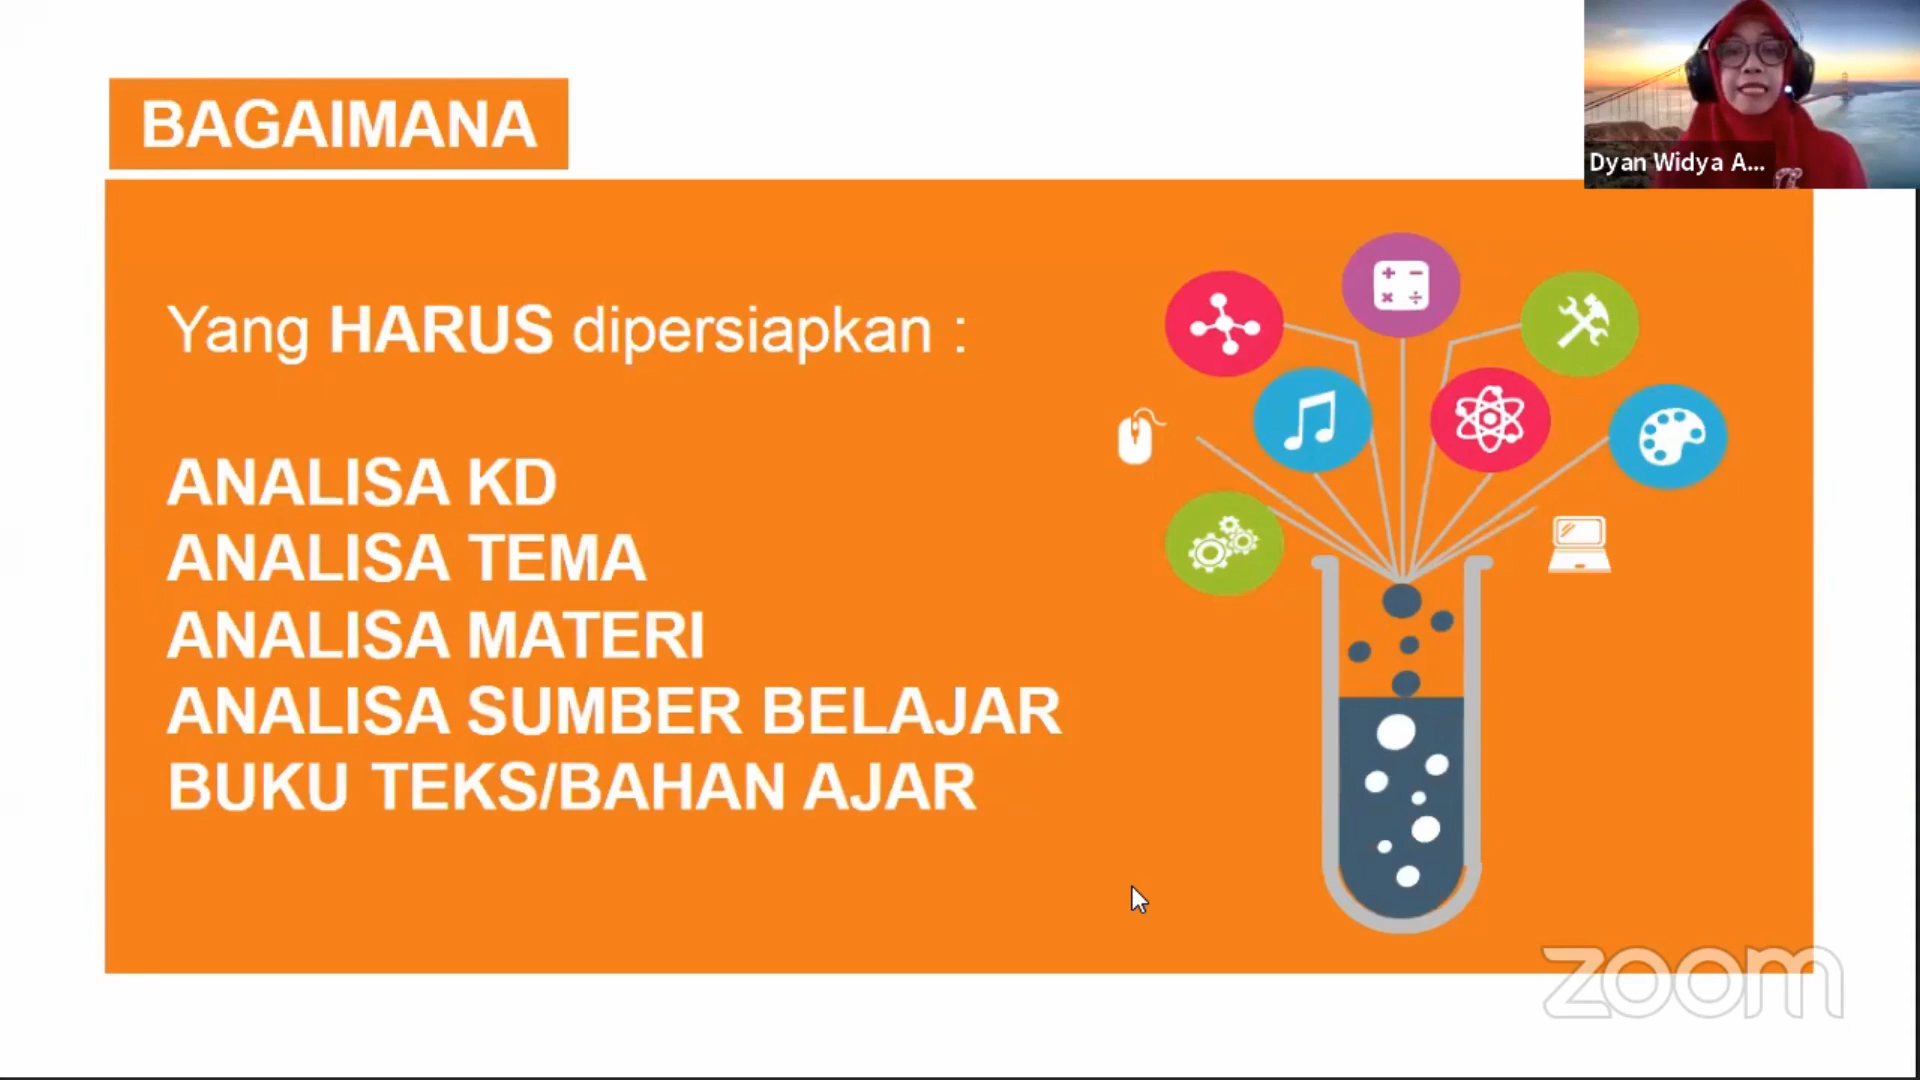 BAGAIMANA
Dyan Widya A...
Yang HARUS dipersiapkan :
ANALISA KD
ANALISA TEMA
ANALISA MATERI
ANALISA SUMBER BELAJAR
BUKU TEKS/BAHAN AJAR
zoom